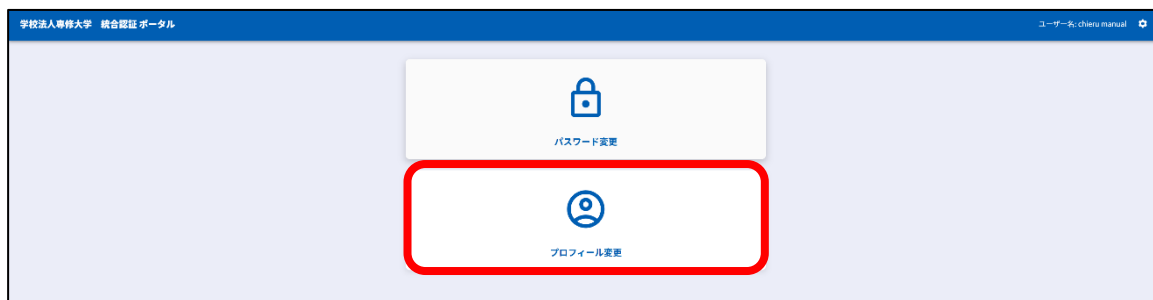 学校法人専修大学 統合認証 ポータル
ユーザー名: chieru manual
パスワード変更
プロフィール変更